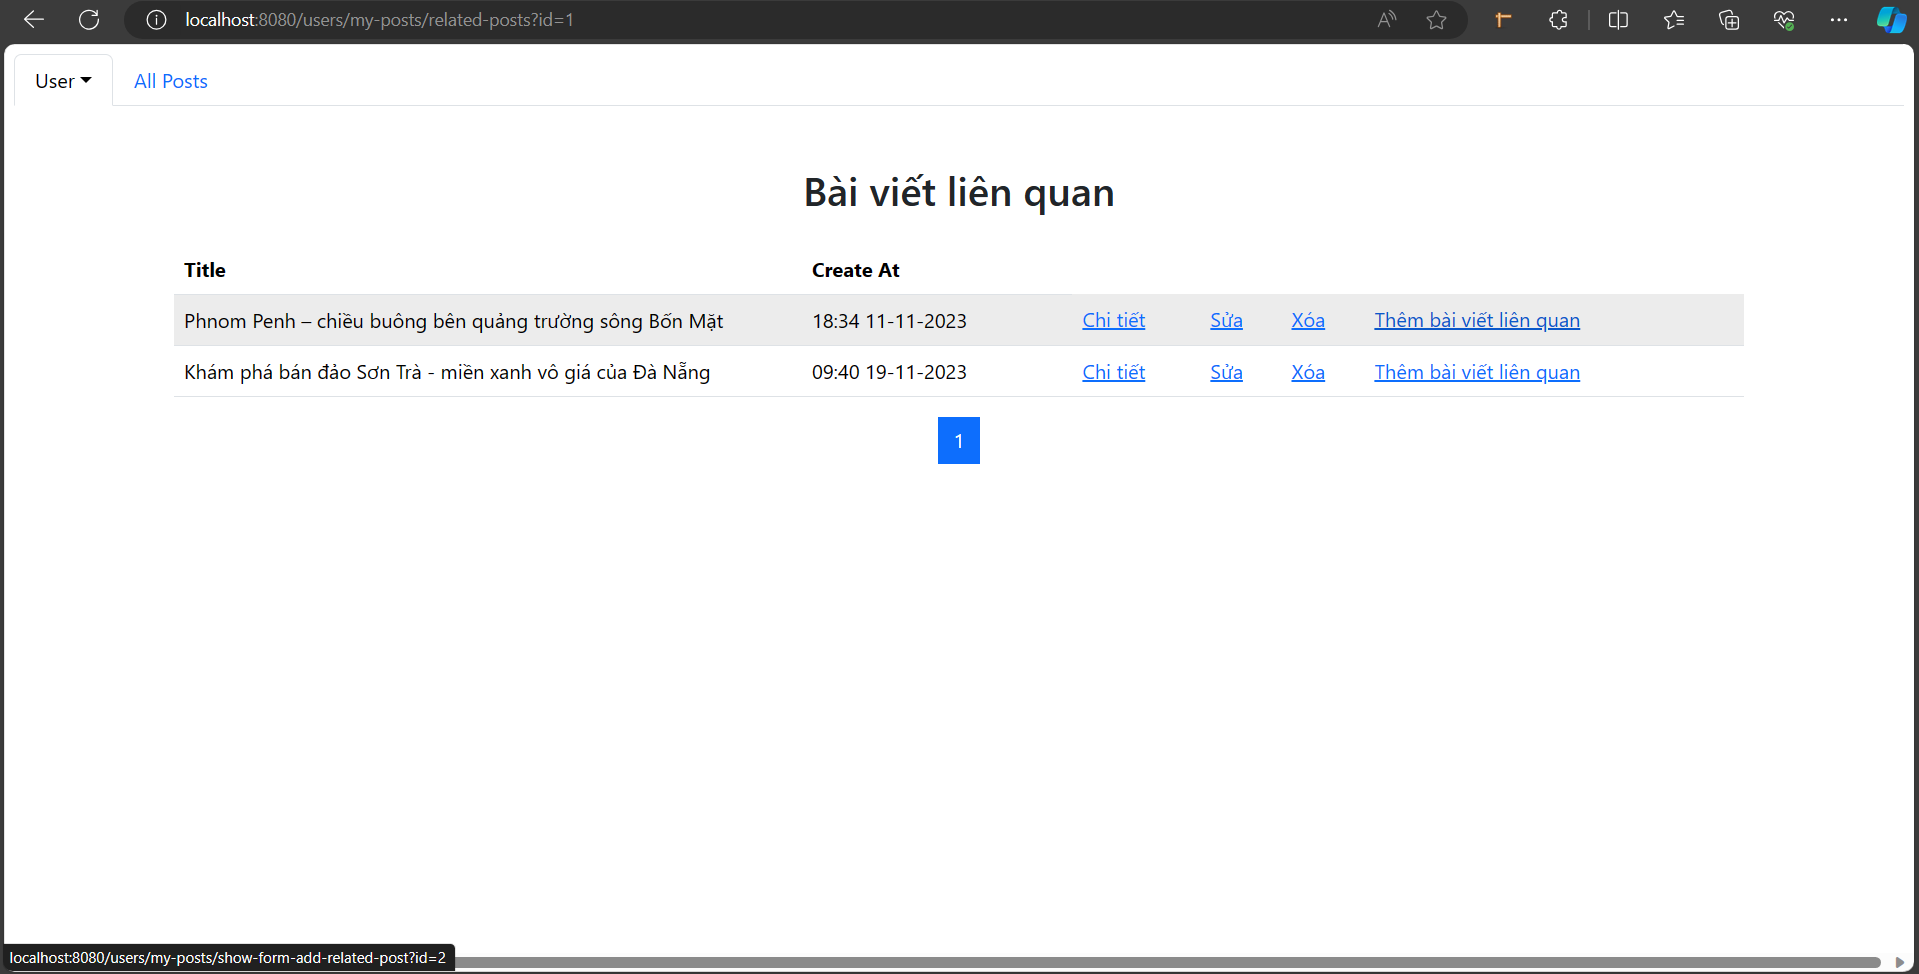 localhost:8080/users/my-posts/related-posts?id=1
User All Posts
Bài viết liên quan
Title Create At
Phnom Penh – chiều buông bên quảng trường sông Bốn Mặt 18:34 11-11-2023 Chi tiết Sửa Xóa Thêm bài viết liên quan
Khám phá bán đảo Sơn Trà - miền xanh vô giá của Đà Nẵng 09:40 19-11-2023 Chi tiết Sửa Xóa Thêm bài viết liên quan
1
localhost:8080/users/my-posts/show-form-add-related-post?id=2